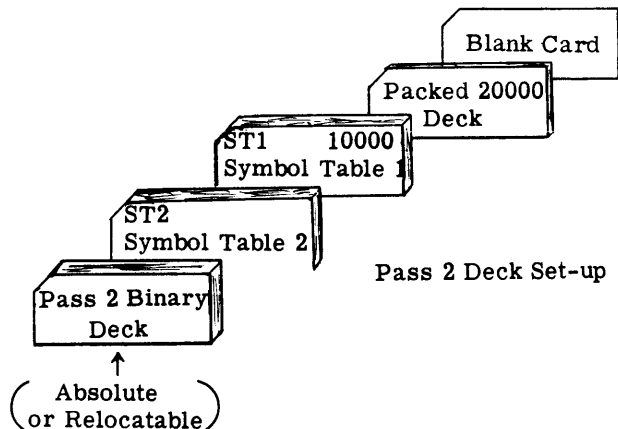 Blank Card
Packed 20000
Deck
ST1 10000
Symbol Table 1
ST2
Symbol Table 2
Pass 2 Deck Set-up
Pass 2 Binary
Deck
(Absolute
or Relocatable)